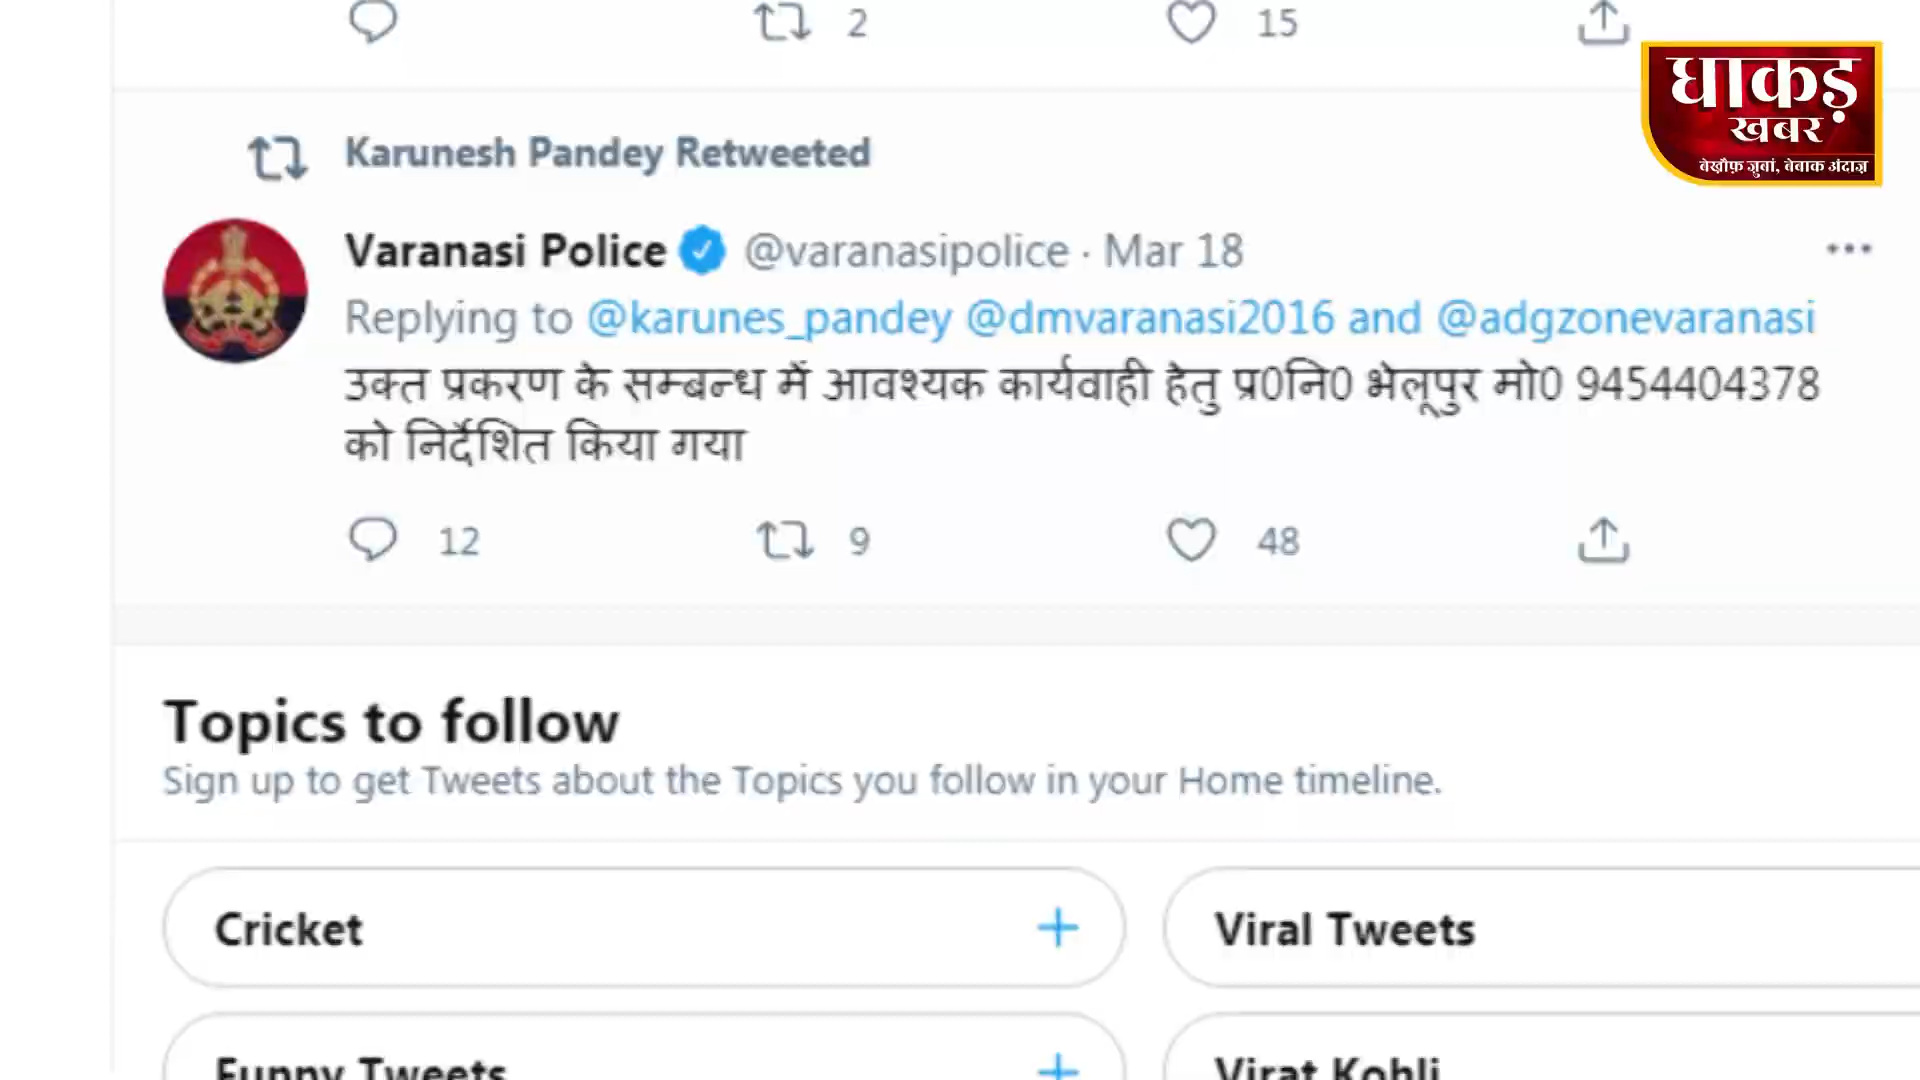 2 15
धाकड़
खबर
बेख़ौफ़ जुबां, बेबाक अंदाज़
Karunesh Pandey Retweeted
Varanasi Police @varanasipolice · Mar 18
Replying to @karunes_pandey @dmvaranasi2016 and @adgzonevaranasi
उक्त प्रकरण के सम्बन्ध में आवश्यक कार्यवाही हेतु प्र0नि0 भेलूपुर मो0 9454404378
को निर्देशित किया गया
12 9 48
Topics to follow
Sign up to get Tweets about the Topics you follow in your Home timeline.
Cricket Viral Tweets
Funny Tweets Virat Kohli